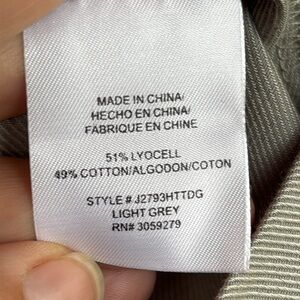 MADE IN CHINA/
HECHO EN CHINA/
FABRIQUE EN CHINE
51% LYOCELL
49% COTTON/ALGODON/COTON
STYLE # J2793HTTDG
LIGHT GREY
RN# 3059279